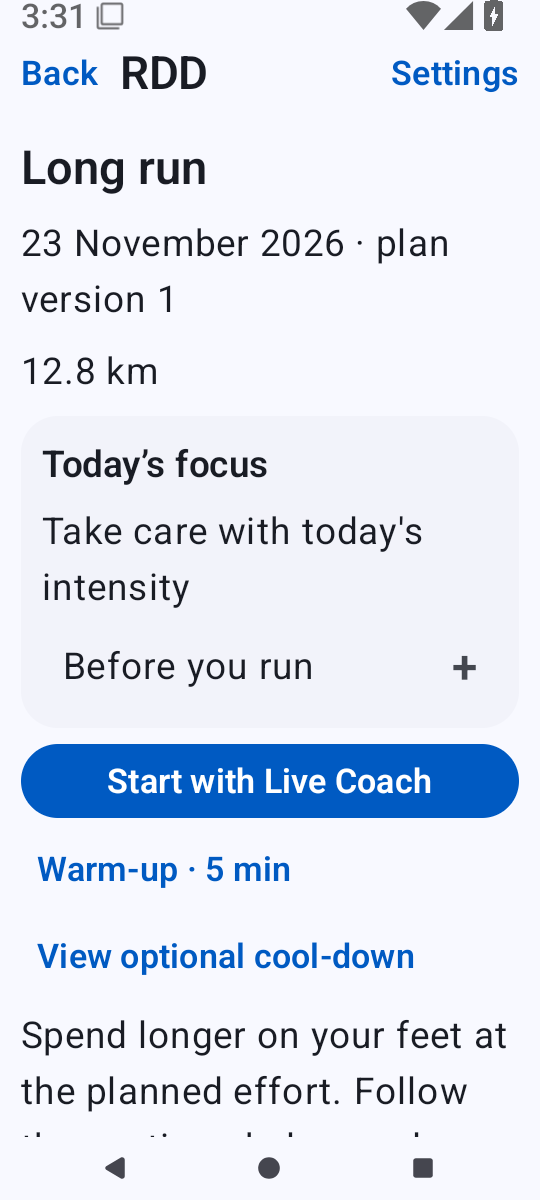 3:31
Back RDD Settings
Long run
23 November 2026 · plan
version 1
12.8 km
Today’s focus
Take care with today's
intensity
Before you run +
Start with Live Coach
Warm-up · 5 min
View optional cool-down
Spend longer on your feet at
the planned effort. Follow